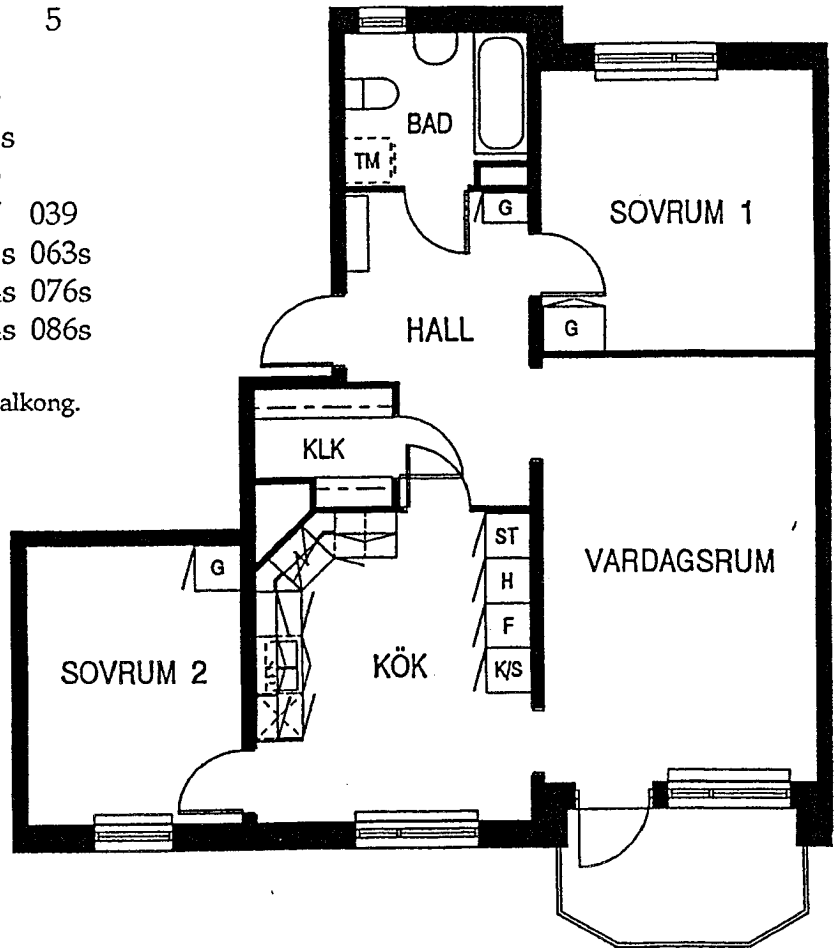 5
s
039
s 063s
s 076s
s 086s
alkong.
BAD
TM
G
SOVRUM 1
HALL
G
KLK
ST
VARDAGSRUM
G
H
F
SOVRUM 2
KÖK
K/S